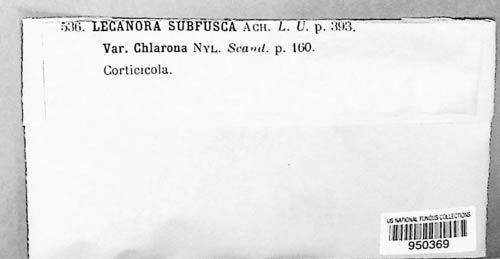 536. LECANORA SUBFUSCA ACH. L. U. p. 393.
Var. Chlarona NYL. Scand. p. 160.
Corticicola.
US NATIONAL FUNGUS COLLECTIONS
950369